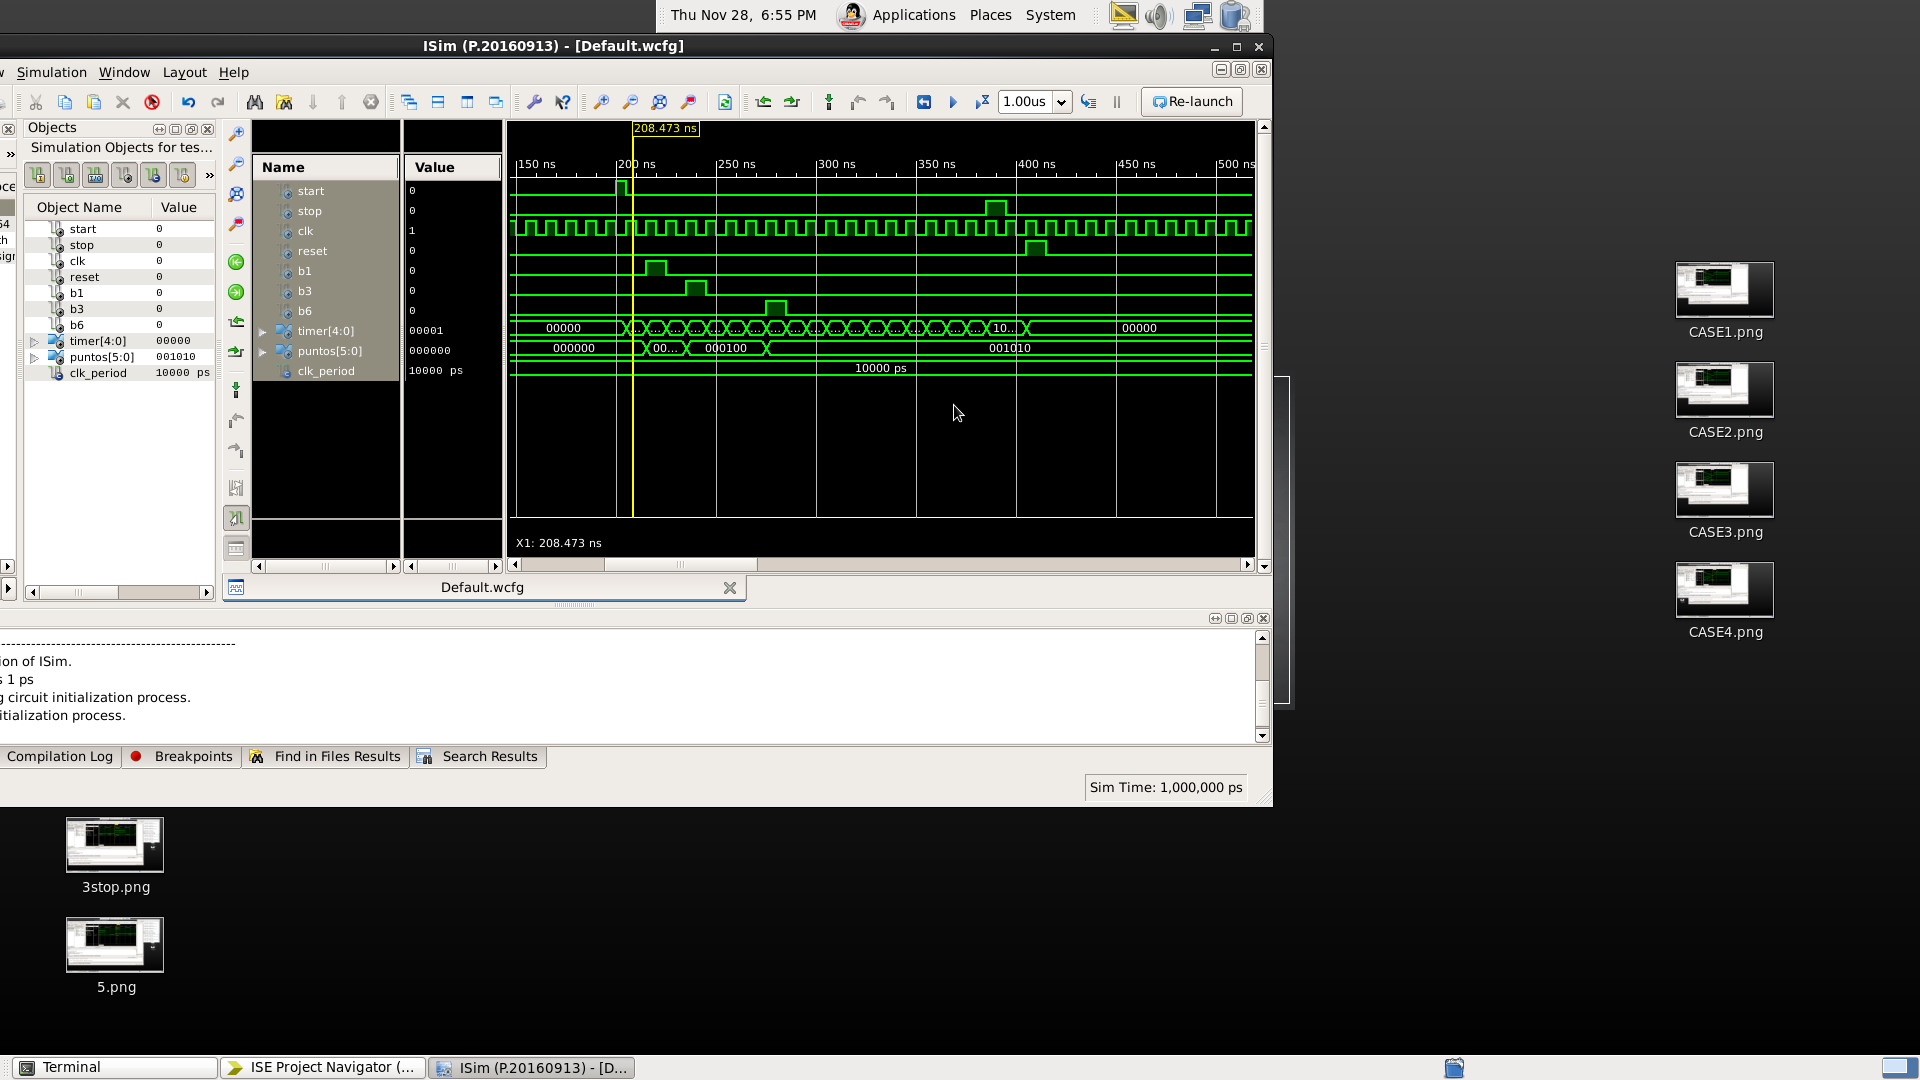 Thu Nov 28, 6:55 PM Applications Places System
ISim (P.20160913) - [Default.wcfg]
Simulation Window Layout Help
1.00us Re-launch
Objects
Simulation Objects for tes...
Object Name Value
start 0
stop 0
clk 0
reset 0
b1 0
b3 0
b6 0
timer[4:0] 00000
puntos[5:0] 001010
clk_period 10000 ps
Name Value
start 0
stop 0
clk 1
reset 0
b1 0
b3 0
b6 0
timer[4:0] 00001
puntos[5:0] 000000
clk_period 10000 ps
208.473 ns
150 ns 200 ns 250 ns 300 ns 350 ns 400 ns 450 ns 500 ns
00000 ... ... ... ... ... ... ... ... ... ... ... ... ... ... ... ... ... ... 10... 00000
000000 00... 000100 001010
10000 ps
X1: 208.473 ns
Default.wcfg
ion of ISim.
s 1 ps
g circuit initialization process.
itialization process.
Compilation Log Breakpoints Find in Files Results Search Results
Sim Time: 1,000,000 ps
CASE1.png
CASE2.png
CASE3.png
CASE4.png
3stop.png
5.png
Terminal ISE Project Navigator (... ISim (P.20160913) - [D...